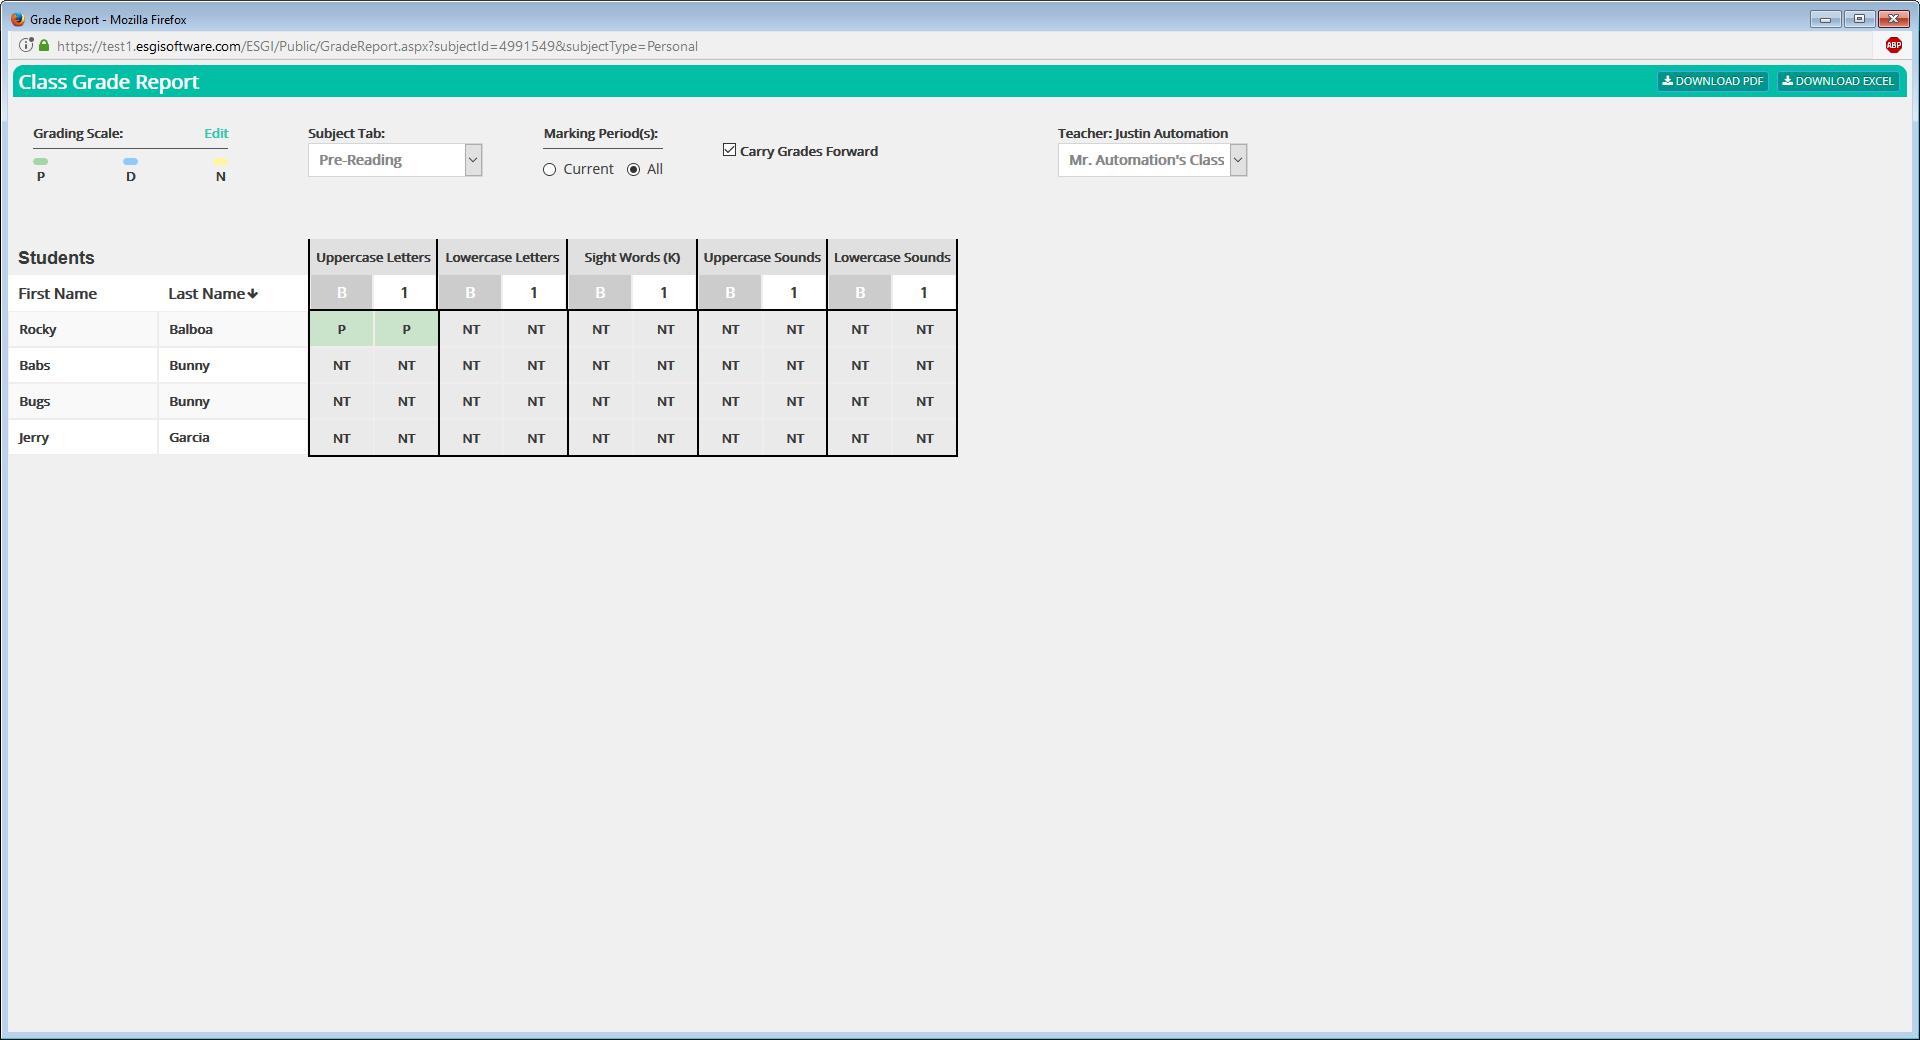 Grade Report - Mozilla Firefox
https://test1.esgisoftware.com/ESGI/Public/GradeReport.aspx?subjectId=4991549&subjectType=Personal
ABP
Class Grade Report
DOWNLOAD PDF DOWNLOAD EXCEL
Grading Scale: Edit
P D N
Subject Tab:
Pre-Reading
Marking Period(s):
Current All
Carry Grades Forward
Teacher: Justin Automation
Mr. Automation's Class
Students Uppercase Letters Lowercase Letters Sight Words (K) Uppercase Sounds Lowercase Sounds
First Name Last Name B 1 B 1 B 1 B 1 B 1
Rocky Balboa P P NT NT NT NT NT NT NT NT
Babs Bunny NT NT NT NT NT NT NT NT NT NT
Bugs Bunny NT NT NT NT NT NT NT NT NT NT
Jerry Garcia NT NT NT NT NT NT NT NT NT NT